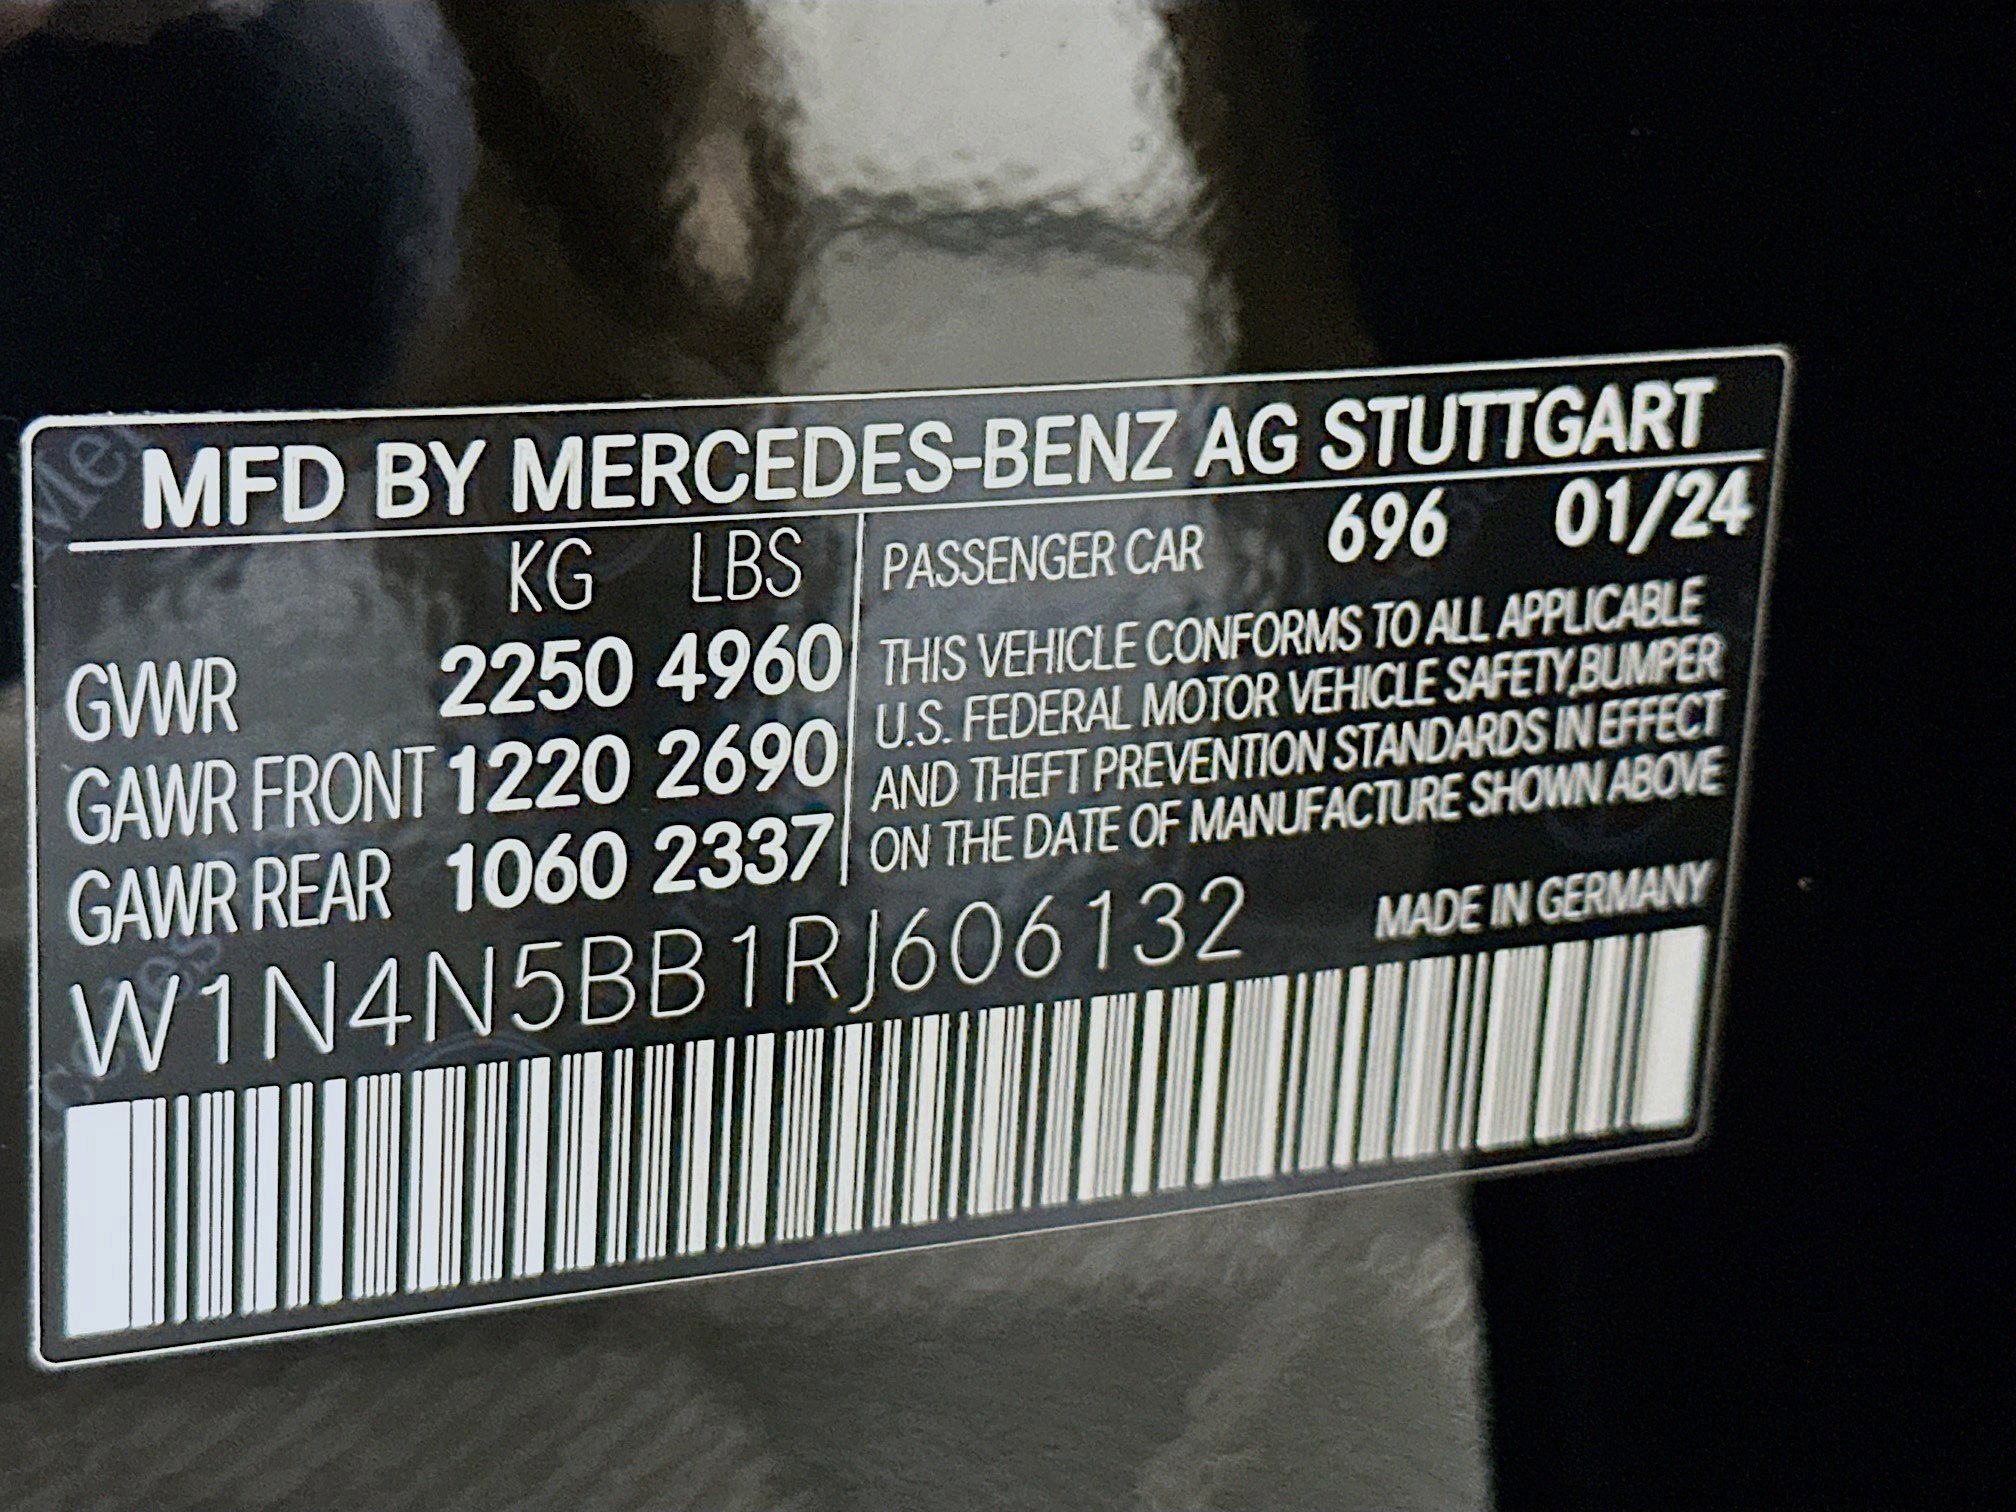 MFD BY MERCEDES-BENZ AG STUTTGART
KG LBS
GVWR 2250 4960
GAWR FRONT 1220 2690
GAWR REAR 1060 2337
PASSENGER CAR 696 01/24
THIS VEHICLE CONFORMS TO ALL APPLICABLE
U.S. FEDERAL MOTOR VEHICLE SAFETY,BUMPER
AND THEFT PREVENTION STANDARDS IN EFFECT
ON THE DATE OF MANUFACTURE SHOWN ABOVE
W1N4N5BB1RJ606132
MADE IN GERMANY